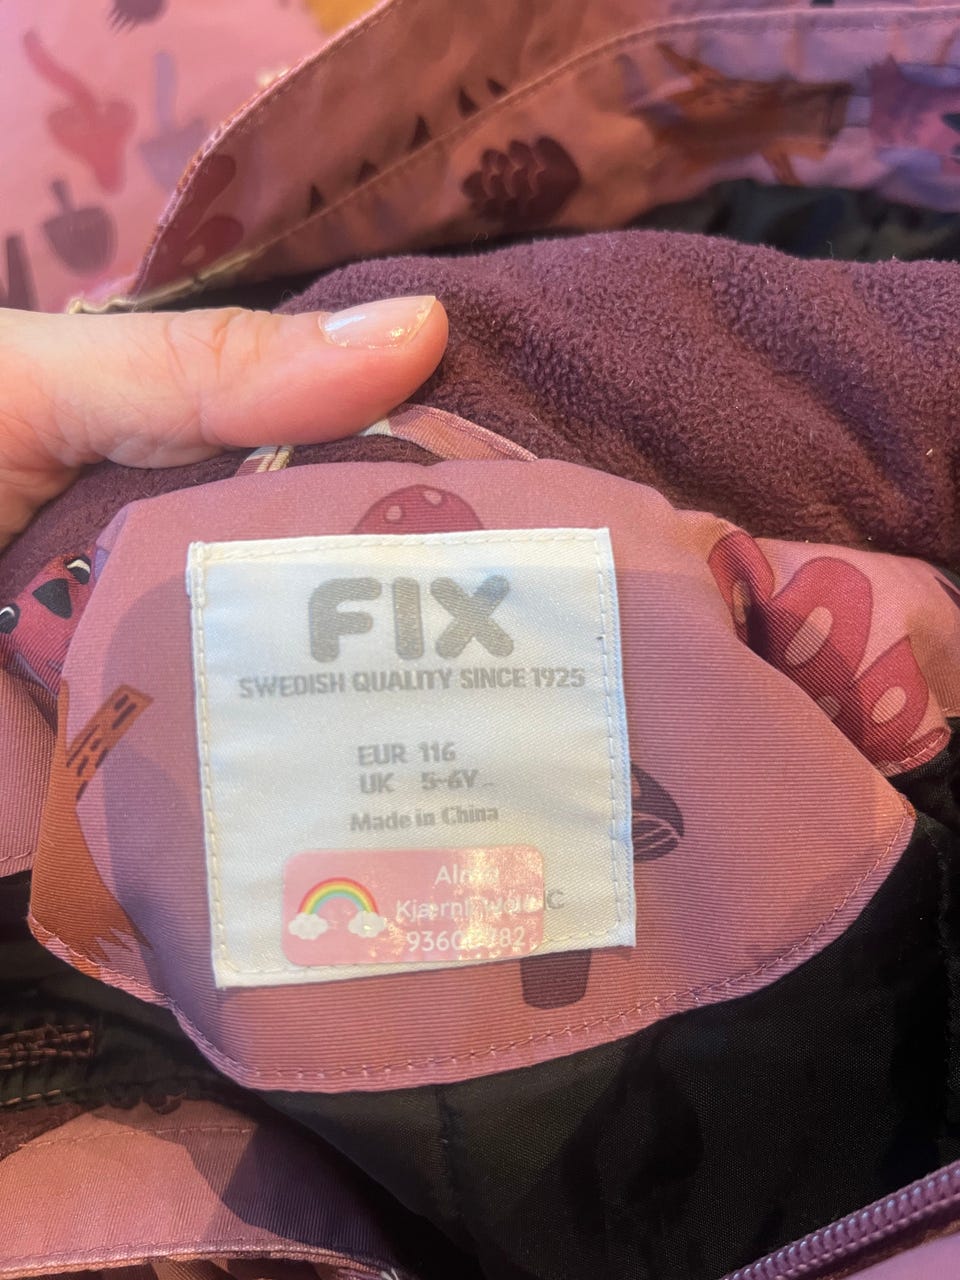 FIX
SWEDISH QUALITY SINCE 1925
EUR 116
UK 5-6Y
Made in China
C